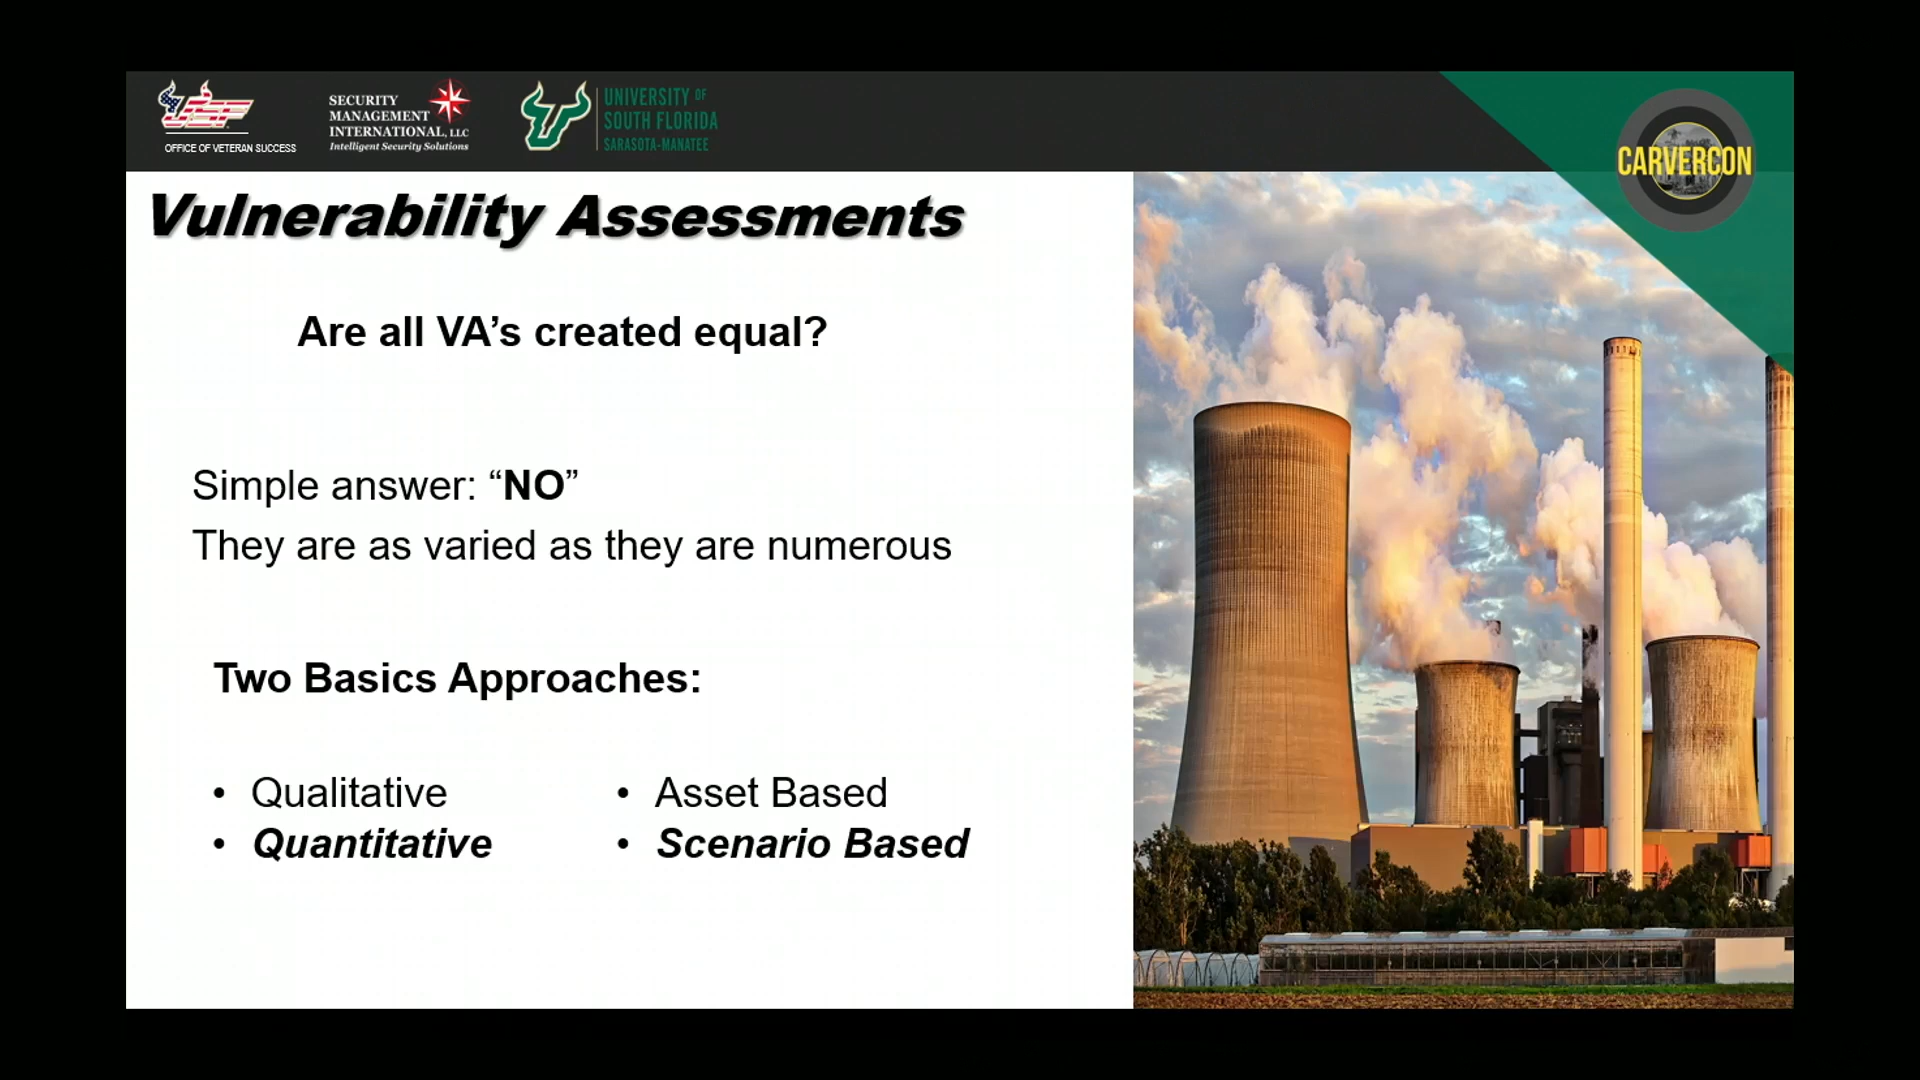 USF
OFFICE OF VETERAN SUCCESS
SECURITY
MANAGEMENT
INTERNATIONAL, LLC
Intelligent Security Solutions
UNIVERSITY OF
SOUTH FLORIDA
SARASOTA-MANATEE
CARVERCON
Vulnerability Assessments
Are all VA’s created equal?
Simple answer: “NO”
They are as varied as they are numerous
Two Basics Approaches:
• Qualitative
• Quantitative
• Asset Based
• Scenario Based